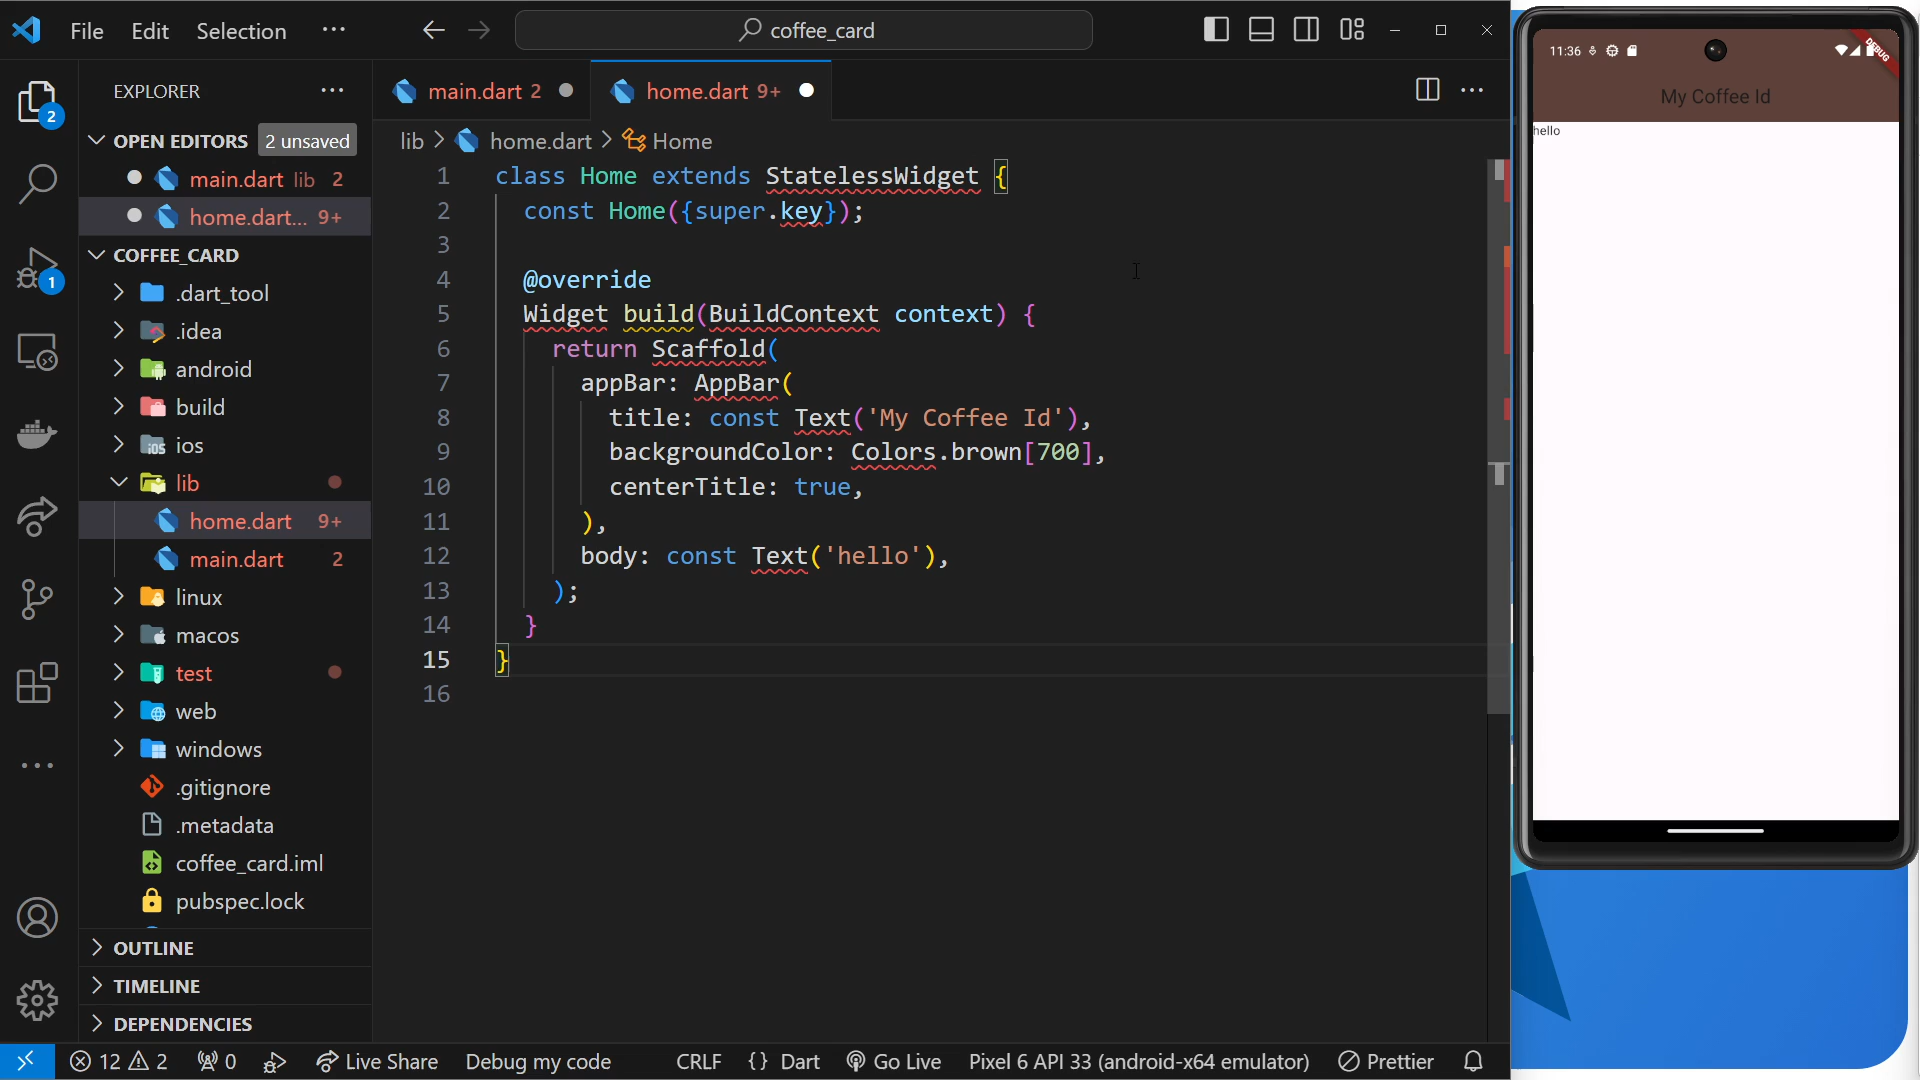 File Edit Selection ··· coffee_card
EXPLORER ···
OPEN EDITORS 2 unsaved
main.dart lib 2
home.dart... 9+
COFFEE_CARD
.dart_tool
.idea
android
build
ios
lib
home.dart 9+
main.dart 2
linux
macos
test
web
windows
.gitignore
.metadata
coffee_card.iml
pubspec.lock
OUTLINE
TIMELINE
DEPENDENCIES
2
1
main.dart 2 home.dart 9+
lib > home.dart > Home
1 class Home extends StatelessWidget {
2 const Home({super.key});
3
4 @override
5 Widget build(BuildContext context) {
6 return Scaffold(
7 appBar: AppBar(
8 title: const Text('My Coffee Id'),
9 backgroundColor: Colors.brown[700],
10 centerTitle: true,
11 ),
12 body: const Text('hello'),
13 );
14 }
15 }
16
12 2 0 Live Share Debug my code CRLF {} Dart Go Live Pixel 6 API 33 (android-x64 emulator) Prettier
11:36
DEBUG
My Coffee Id
hello